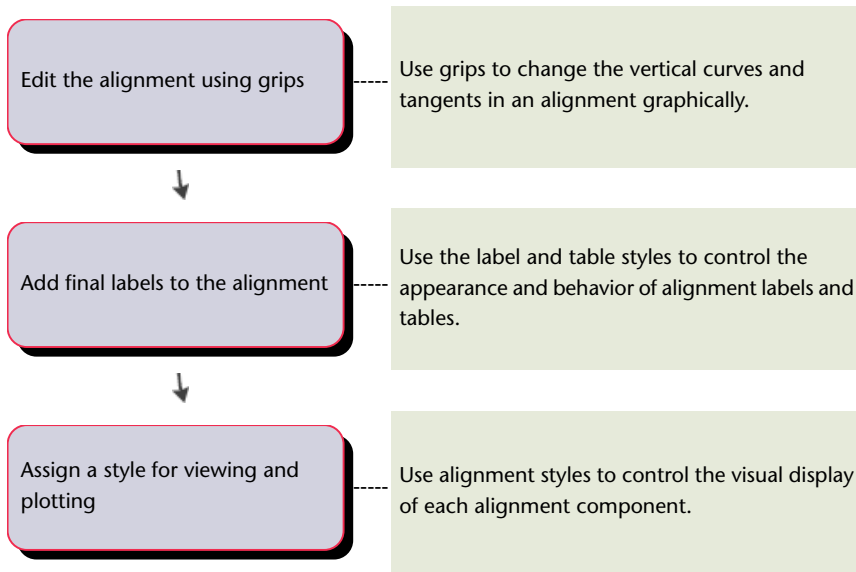 Edit the alignment using grips
Use grips to change the vertical curves and
tangents in an alignment graphically.
Add final labels to the alignment
Use the label and table styles to control the
appearance and behavior of alignment labels and
tables.
Assign a style for viewing and
plotting
Use alignment styles to control the visual display
of each alignment component.